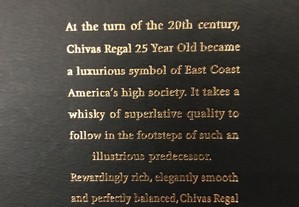 At the turn of the 20th century,
Chivas Regal 25 Year Old became
a luxurious symbol of East Coast
America's high society. It takes a
whisky of superlative quality to
follow in the footsteps of such an
illustrious predecessor.
Rewardingly rich, elegantly smooth
and perfectly balanced, Chivas Regal